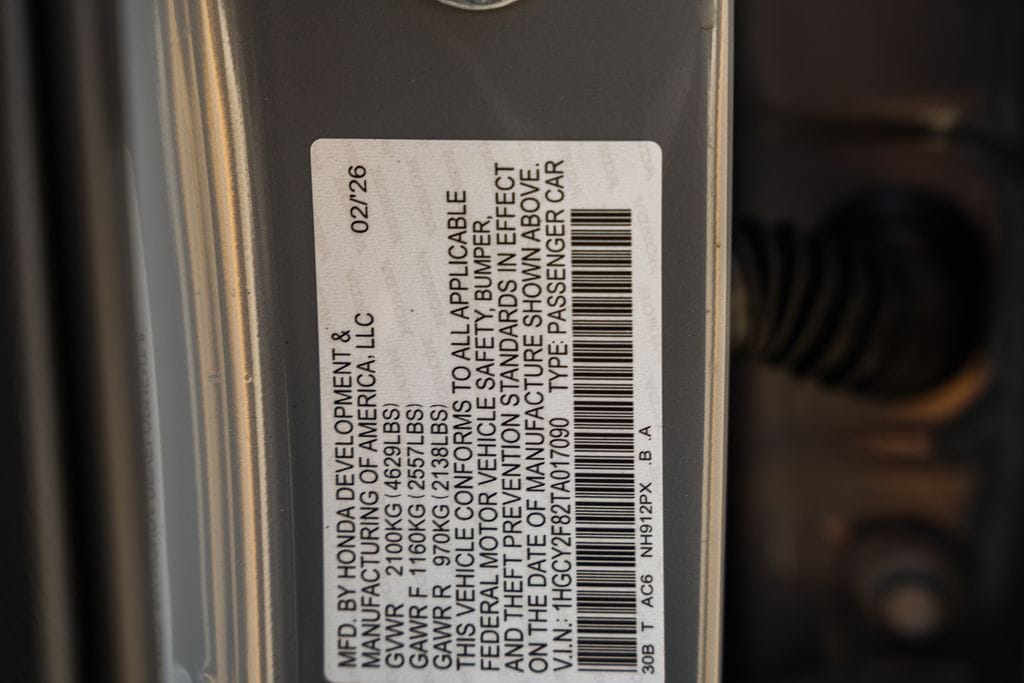 MFD. BY HONDA DEVELOPMENT &
MANUFACTURING OF AMERICA, LLC 02/'26
GVWR 2100KG (4629LBS)
GAWR F 1160KG (2557LBS)
GAWR R 970KG (2138LBS)
THIS VEHICLE CONFORMS TO ALL APPLICABLE
FEDERAL MOTOR VEHICLE SAFETY, BUMPER,
AND THEFT PREVENTION STANDARDS IN EFFECT
ON THE DATE OF MANUFACTURE SHOWN ABOVE.
V.I.N.: 1HGCY2F82TA017090 TYPE: PASSENGER CAR
30B T AC6 NH912PX .B .A